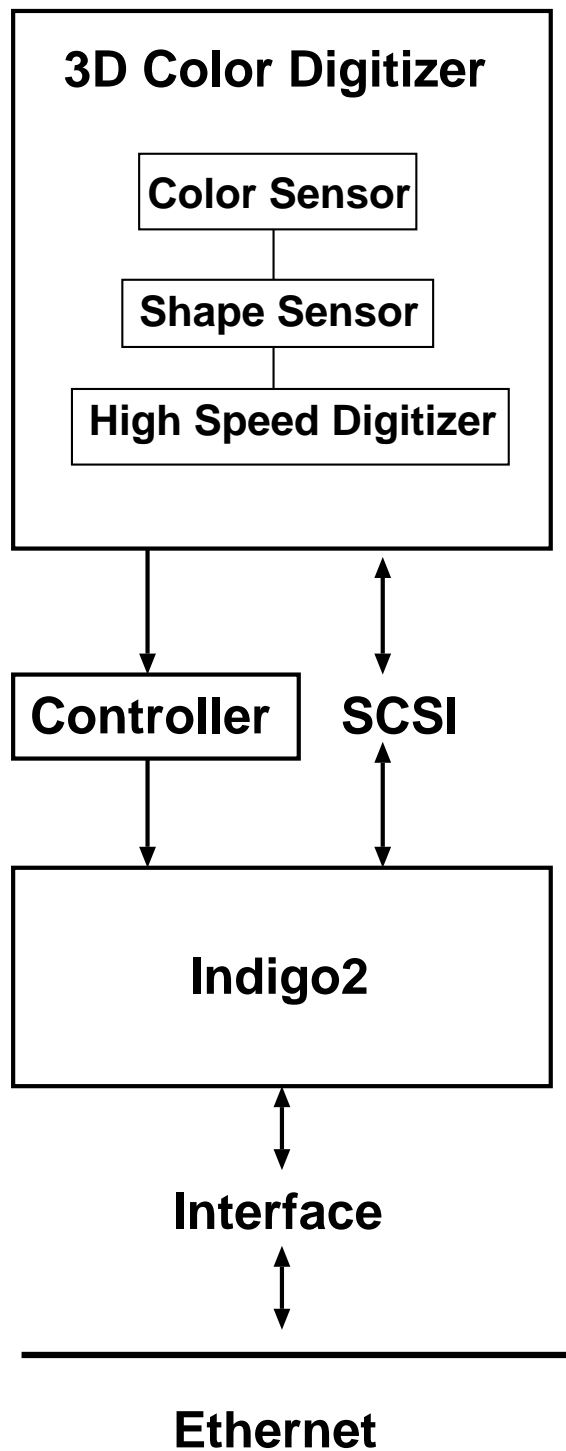 3D Color Digitizer
Color Sensor
Shape Sensor
High Speed Digitizer
Controller
SCSI
Indigo2
Interface
Ethernet